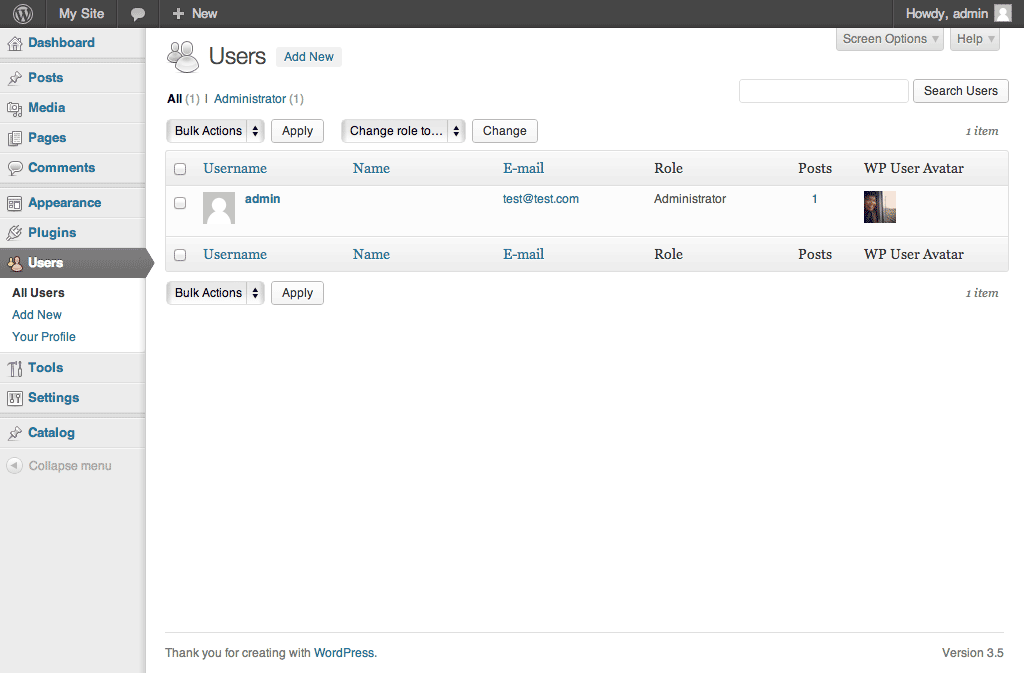 My Site + New Howdy, admin
Dashboard
Posts
Media
Pages
Comments
Appearance
Plugins
Users
All Users
Add New
Your Profile
Tools
Settings
Catalog
Collapse menu
Screen Options Help
Users Add New
All (1) | Administrator (1)
Search Users
Bulk Actions Apply Change role to... Change 1 item
Username Name E-mail Role Posts WP User Avatar
admin test@test.com Administrator 1
Username Name E-mail Role Posts WP User Avatar
Bulk Actions Apply 1 item
Thank you for creating with WordPress. Version 3.5